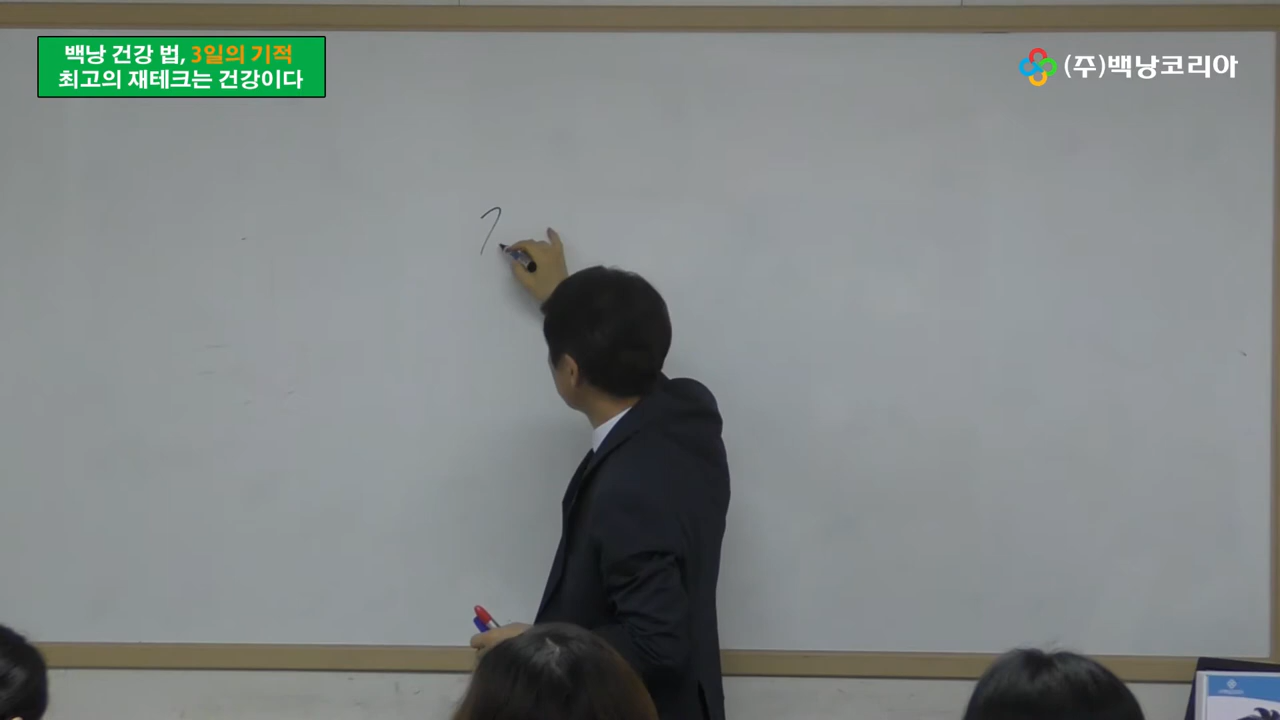 백낭 건강 법, 3일의 기적
최고의 재테크는 건강이다
(주)백낭코리아
7